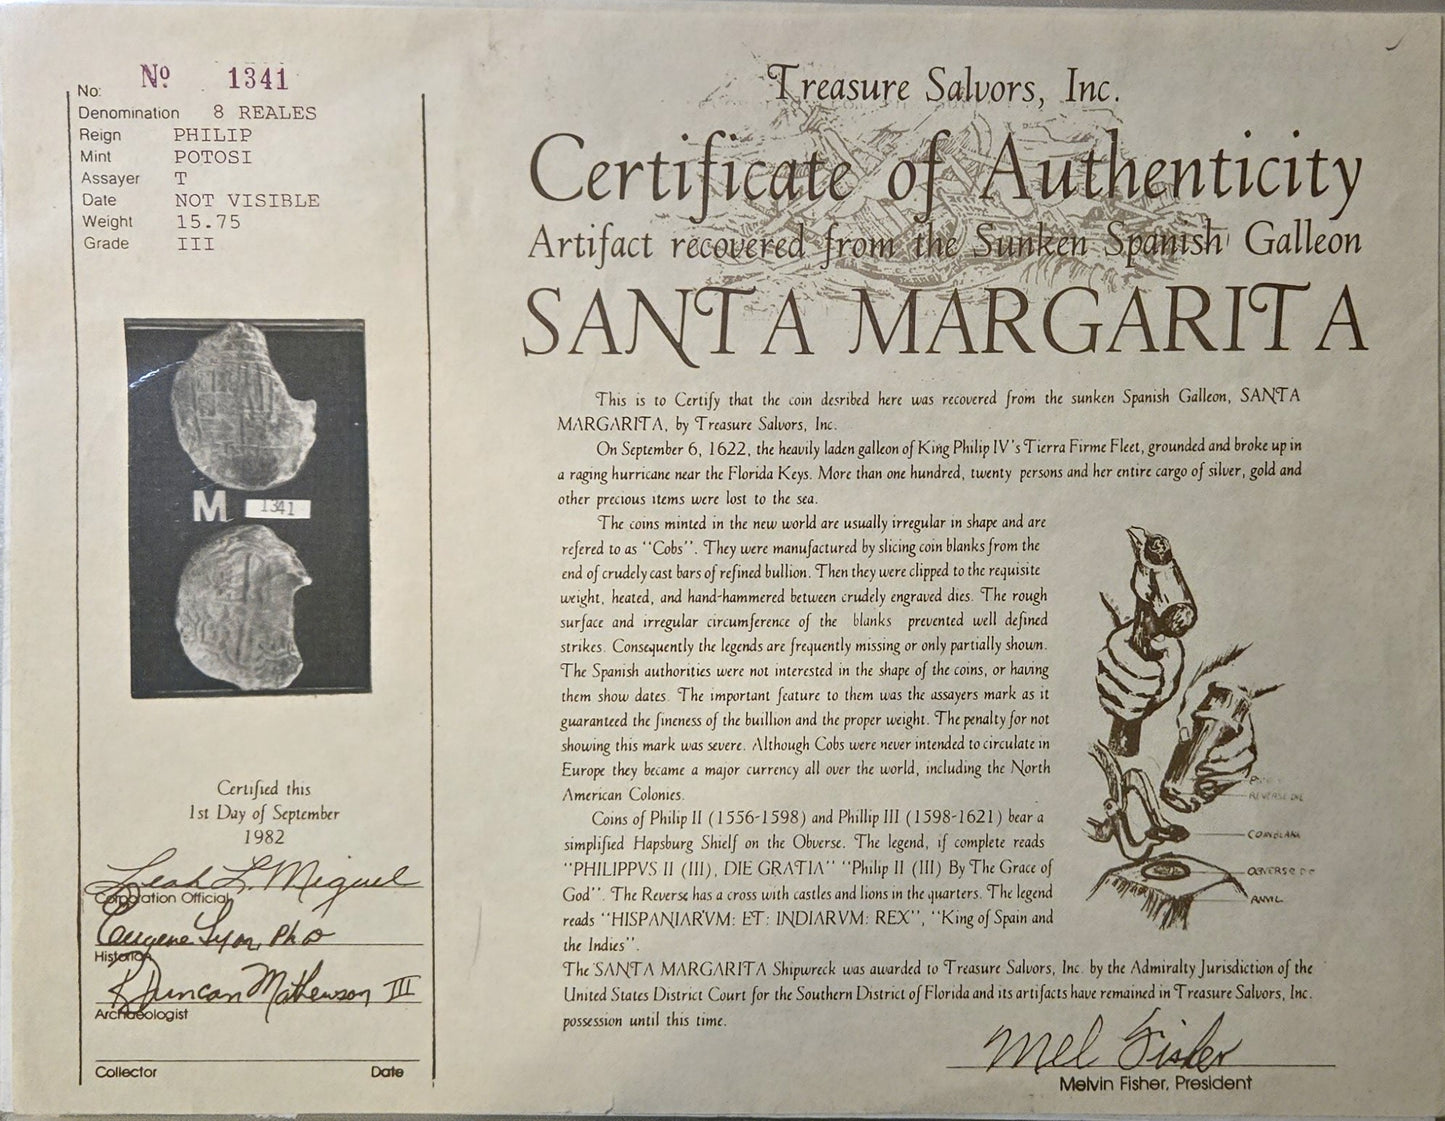 No: Nº 1341
Denomination 8 REALES
Reign PHILIP
Mint POTOSI
Assayer T
Date NOT VISIBLE
Weight 15.75
Grade III
M 1341
Certified this
1st Day of September
1982
Leah L. Miguel
Corporation Official
Eugene Lyon, Ph D
Historian
R Duncan Mathewson III
Archaeologist
Collector Date
Treasure Salvors, Inc.
Certificate of Authenticity
Artifact recovered from the Sunken Spanish Galleon
SANTA MARGARITA
This is to Certify that the coin desribed here was recovered from the sunken Spanish Galleon, SANTA
MARGARITA, by Treasure Salvors, Inc.
On September 6, 1622, the heavily laden galleon of King Philip IV's Tierra Firme Fleet, grounded and broke up in
a raging hurricane near the Florida Keys. More than one hundred, twenty persons and her entire cargo of silver, gold and
other precious items were lost to the sea.
The coins minted in the new world are usually irregular in shape and are
refered to as "Cobs". They were manufactured by slicing coin blanks from the
end of crudely cast bars of refined bullion. Then they were clipped to the requisite
weight, heated, and hand-hammered between crudely engraved dies. The rough
surface and irregular circumference of the blanks prevented well defined
strikes. Consequently the legends are frequently missing or only partially shown.
The Spanish authorities were not interested in the shape of the coins, or having
them show dates. The important feature to them was the assayers mark as it
guaranteed the fineness of the buillion and the proper weight. The penalty for not
showing this mark was severe. Although Cobs were never intended to circulate in
Europe they became a major currency all over the world, including the North
American Colonies.
Coins of Philip II (1556-1598) and Phillip III (1598-1621) bear a
simplified Hapsburg Shielf on the Obverse. The legend, if complete reads
"PHILIPPVS II (III), DIE GRATIA" "Philip II (III) By The Grace of
God". The Reverse has a cross with castles and lions in the quarters. The legend
reads "HISPANIARVM: ET: INDIARVM: REX", "King of Spain and
the Indies".
The SANTA MARGARITA Shipwreck was awarded to Treasure Salvors, Inc. by the Admiralty Jurisdiction of the
United States District Court for the Southern District of Florida and its artifacts have remained in Treasure Salvors, Inc.
possession until this time.
REVERSE DIE
COIN BLANK
OBVERSE
ANVIL
Mel Fisher
Melvin Fisher, President